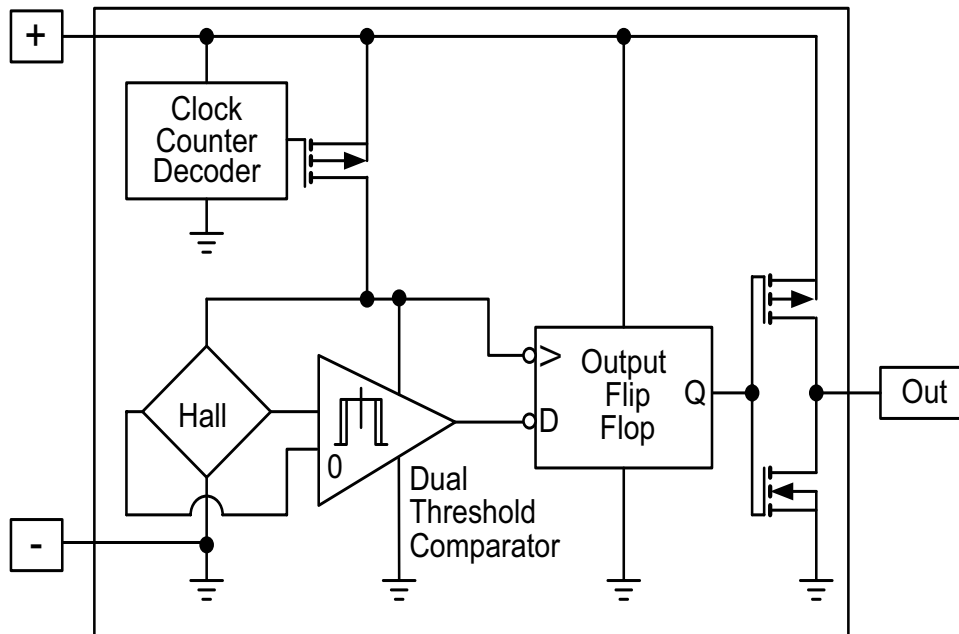 +
Clock
Counter
Decoder
Hall
0
Dual
Threshold
Comparator
>
D
Output
Flip
Flop
Q
Out
-